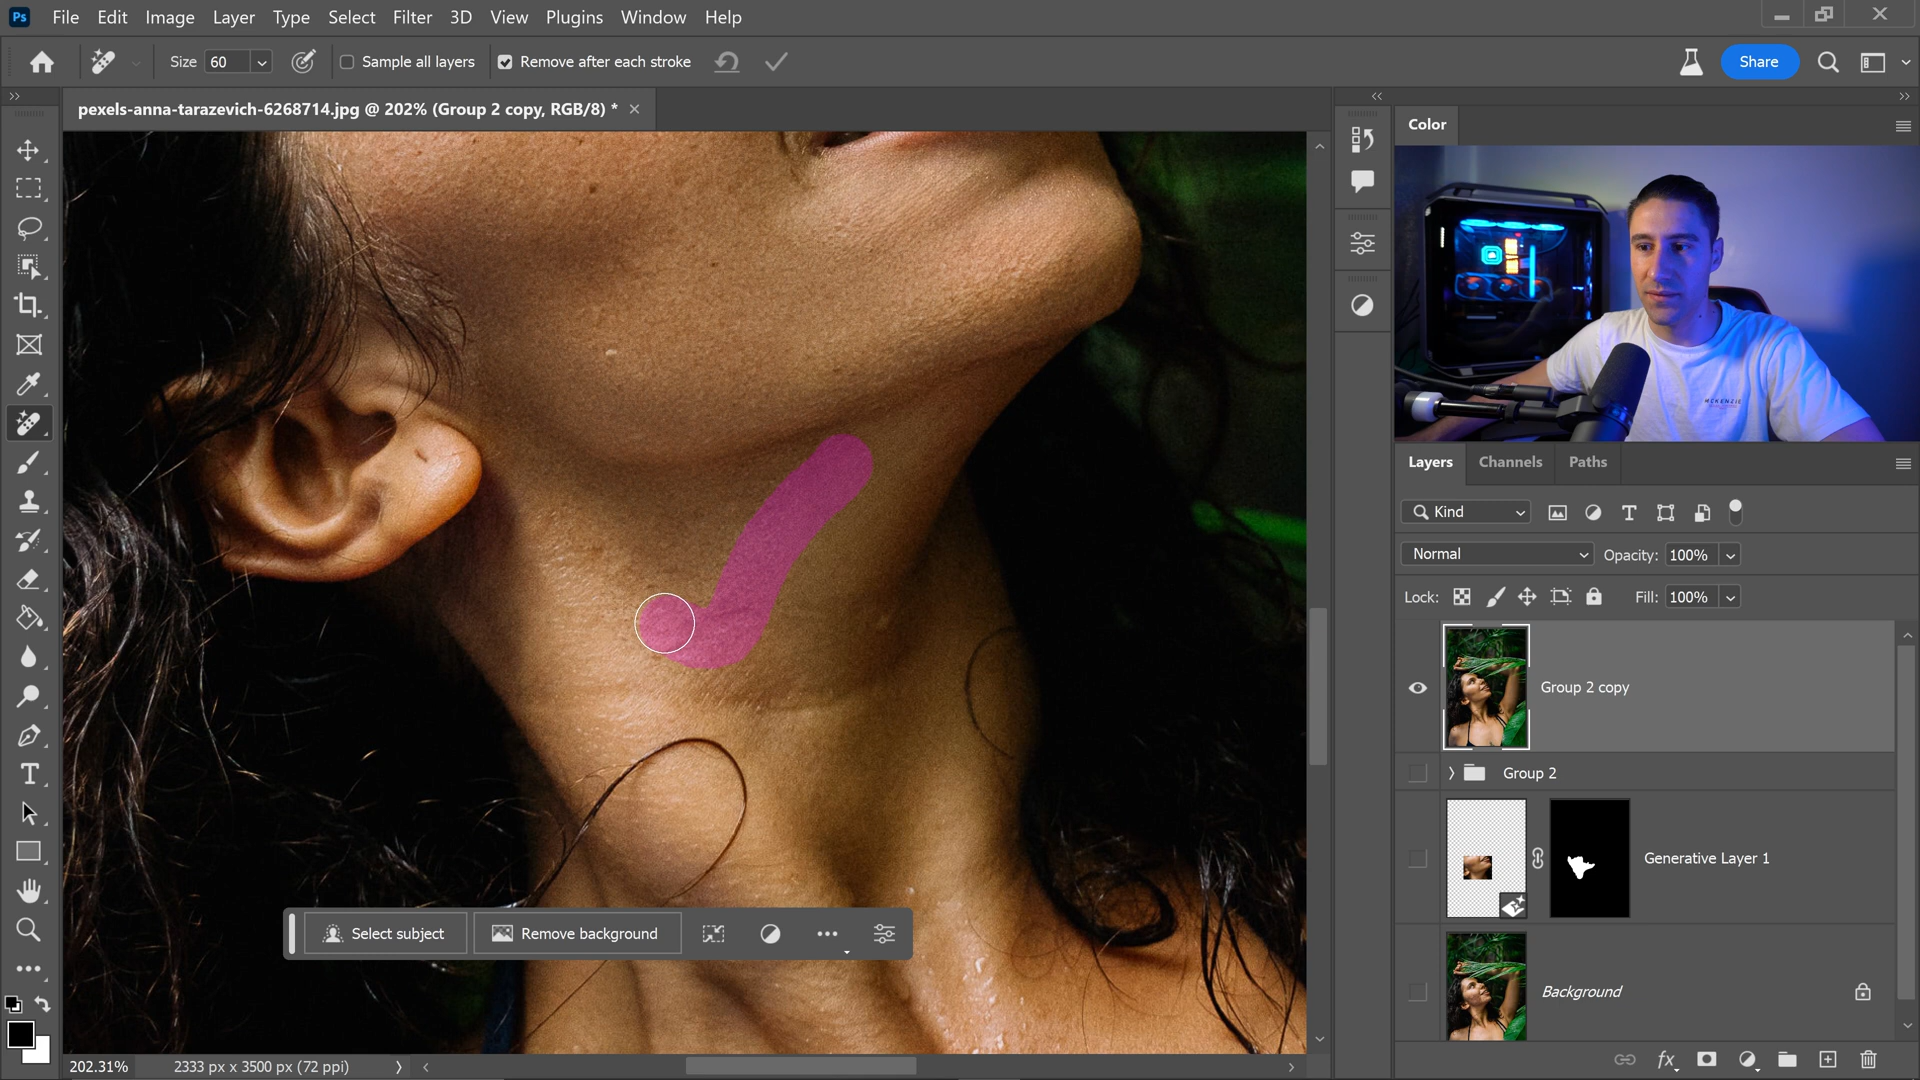 Ps File Edit Image Layer Type Select Filter 3D View Plugins Window Help
Size 60 Sample all layers Remove after each stroke Share
pexels-anna-tarazevich-6268714.jpg @ 202% (Group 2 copy, RGB/8) *
Color
MCKENZIE
Layers Channels Paths
Kind
Normal Opacity: 100%
Lock: Fill: 100%
Group 2 copy
Group 2
Generative Layer 1
Select subject Remove background
Background
202.31% 2333 px x 3500 px (72 ppi)
fx